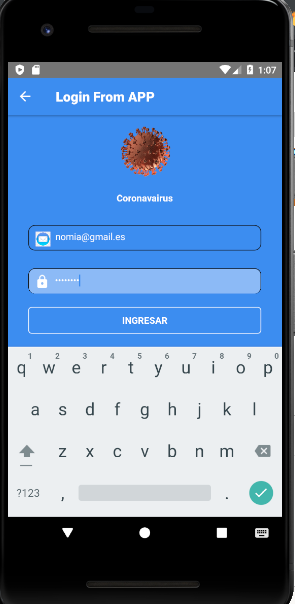 1:07
Login From APP
Coronavairus
nomia@gmail.es
········
INGRESAR
1 2 3 4 5 6 7 8 9 0
q w e r t y u i o p
a s d f g h j k l
z x c v b n m
?123 , .